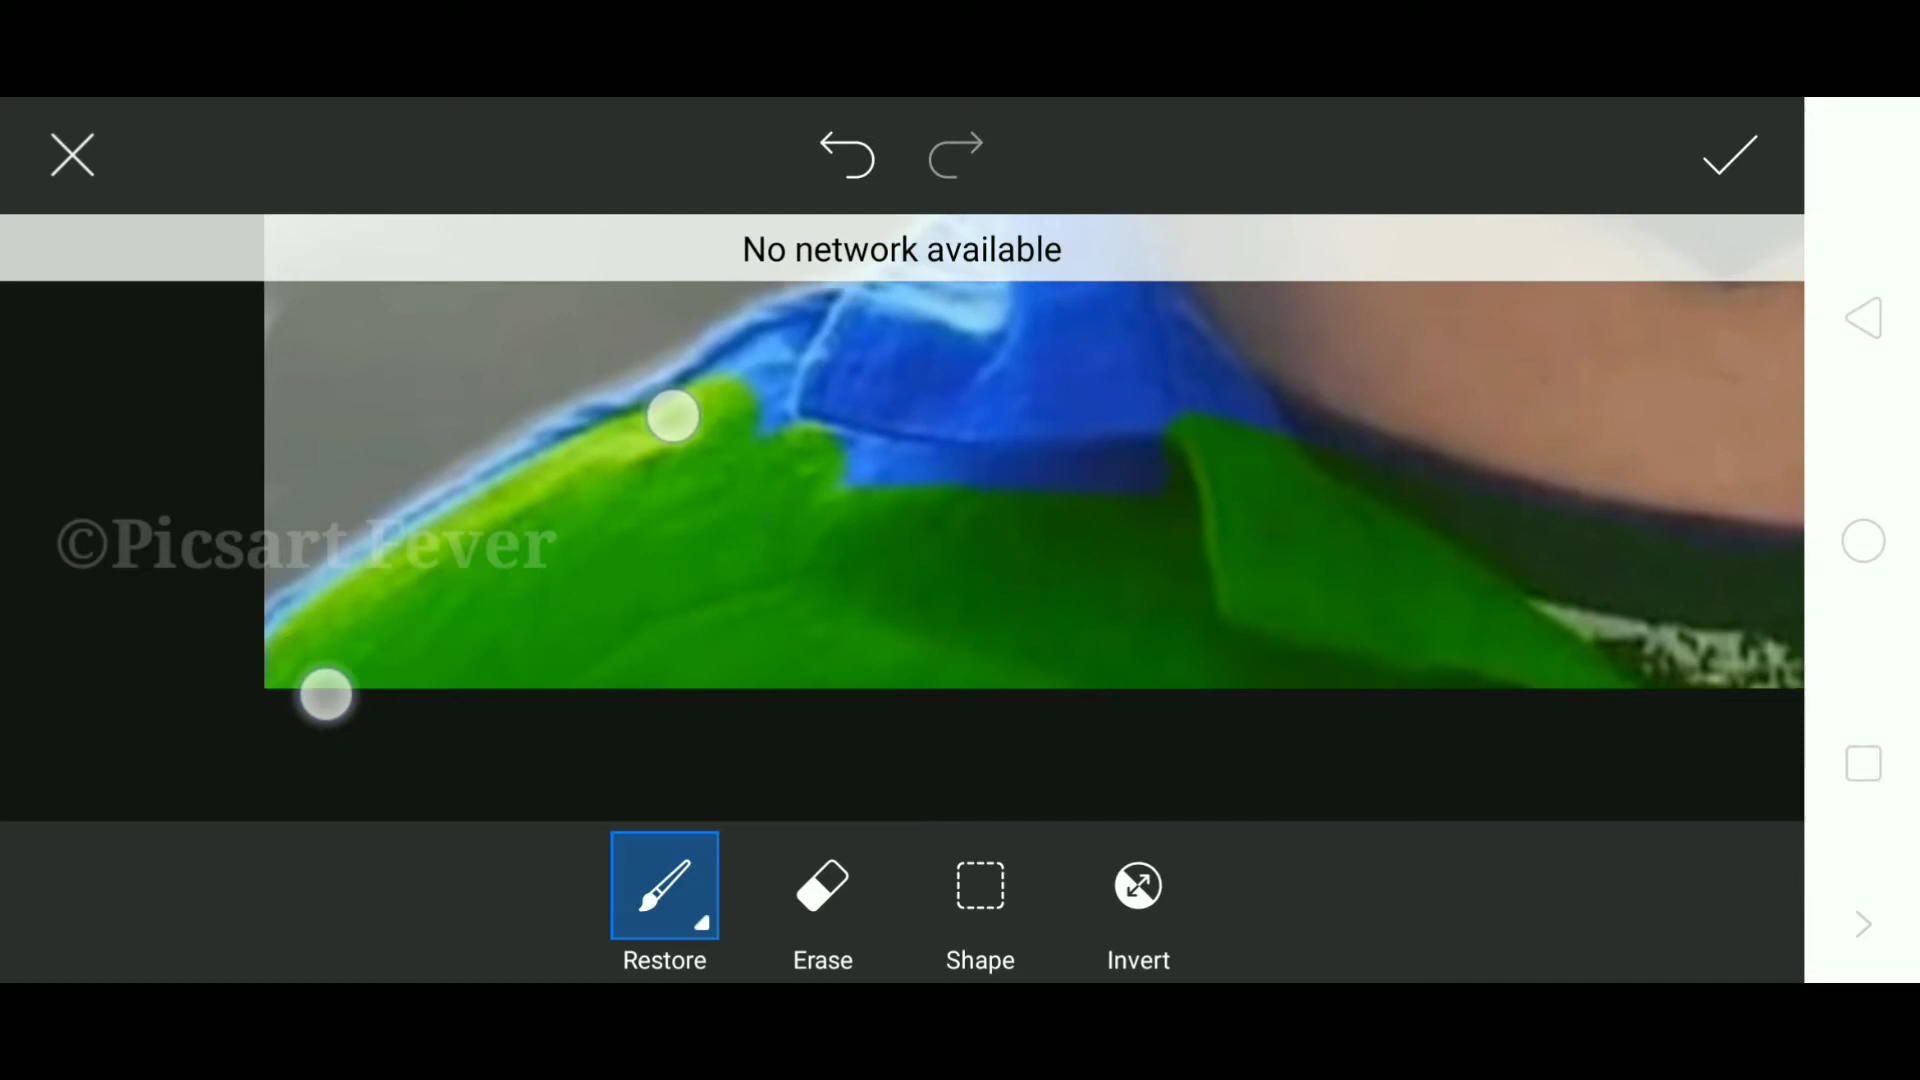 No network available
©Picsart Fever
Restore
Erase
Shape
Invert